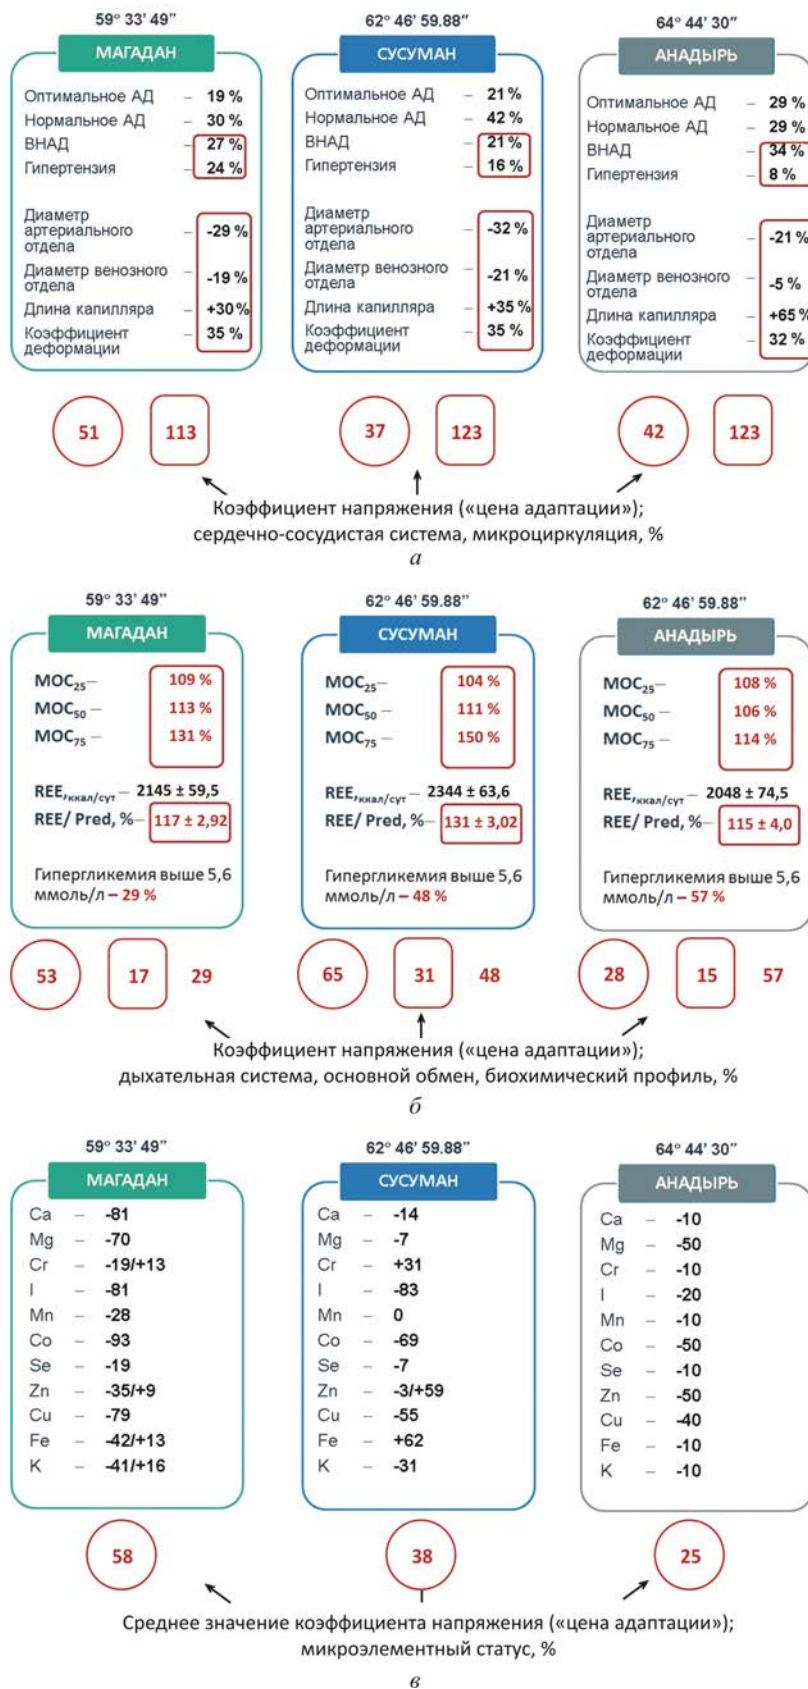 59° 33' 49"
МАГАДАН
Оптимальное АД – 19 %
Нормальное АД – 30 %
ВНАД – 27 %
Гипертензия – 24 %
Диаметр
артериального – -29 %
отдела
Диаметр венозного
отдела – -19 %
Длина капилляра – +30 %
Коэффициент – 35 %
деформации
51 113
62° 46' 59.88"
СУСУМАН
Оптимальное АД – 21 %
Нормальное АД – 42 %
ВНАД – 21 %
Гипертензия – 16 %
Диаметр
артериального – -32 %
отдела
Диаметр венозного
отдела – -21 %
Длина капилляра – +35 %
Коэффициент – 35 %
деформации
37 123
64° 44' 30"
АНАДЫРЬ
Оптимальное АД – 29 %
Нормальное АД – 29 %
ВНАД – 34 %
Гипертензия – 8 %
Диаметр
артериального – -21 %
отдела
Диаметр венозного – -5 %
отдела
Длина капилляра – +65 %
Коэффициент – 32 %
деформации
42 123
Коэффициент напряжения («цена адаптации»);
сердечно-сосудистая система, микроциркуляция, %
а
59° 33' 49"
МАГАДАН
МОС25– 109 %
МОС50 – 113 %
МОС75 – 131 %
REE,ккал/сут – 2145 ± 59,5
REE/ Pred, %– 117 ± 2,92
Гипергликемия выше 5,6
ммоль/л – 29 %
53 17 29
62° 46' 59.88"
СУСУМАН
МОС25– 104 %
МОС50 – 111 %
МОС75 – 150 %
REE,ккал/сут – 2344 ± 63,6
REE/ Pred, %– 131 ± 3,02
Гипергликемия выше 5,6
ммоль/л – 48 %
65 31 48
62° 46' 59.88"
АНАДЫРЬ
МОС25– 108 %
МОС50 – 106 %
МОС75 – 114 %
REE,ккал/сут – 2048 ± 74,5
REE/ Pred, %– 115 ± 4,0
Гипергликемия выше 5,6
ммоль/л – 57 %
28 15 57
Коэффициент напряжения («цена адаптации»);
дыхательная система, основной обмен, биохимический профиль, %
б
59° 33' 49"
МАГАДАН
Ca – -81
Mg – -70
Cr – -19/+13
I – -81
Mn – -28
Co – -93
Se – -19
Zn – -35/+9
Cu – -79
Fe – -42/+13
K – -41/+16
58
62° 46' 59.88"
СУСУМАН
Ca – -14
Mg – -7
Cr – +31
I – -83
Mn – 0
Co – -69
Se – -7
Zn – -3/+59
Cu – -55
Fe – +62
K – -31
38
64° 44' 30"
АНАДЫРЬ
Ca – -10
Mg – -50
Cr – -10
I – -20
Mn – -10
Co – -50
Se – -10
Zn – -50
Cu – -40
Fe – -10
K – -10
25
Среднее значение коэффициента напряжения («цена адаптации»);
микроэлементный статус, %
в